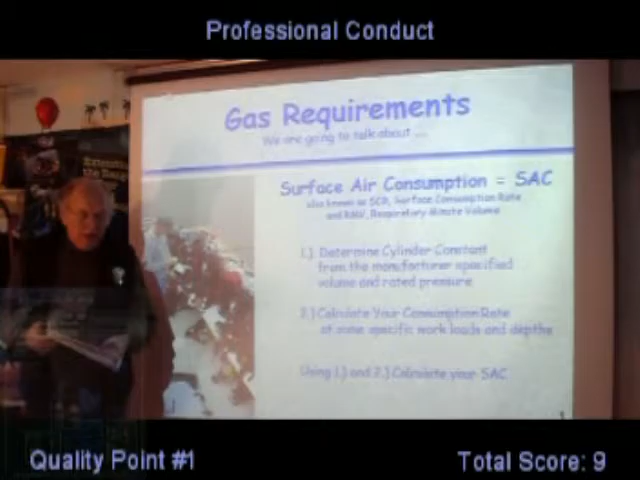 Professional Conduct
Gas Requirements
We are going to talk about ...
Surface Air Consumption = SAC
also known as SCR, Surface Consumption Rate
and RMV, Respiratory Minute Volume
1.) Determine Cylinder Constant
from the manufacturer specified
volume and rated pressure
2.) Calculate Your Consumption Rate
at some specific work loads and depths
Using 1.) and 2.) Calculate your SAC
Quality Point #1
Total Score: 9